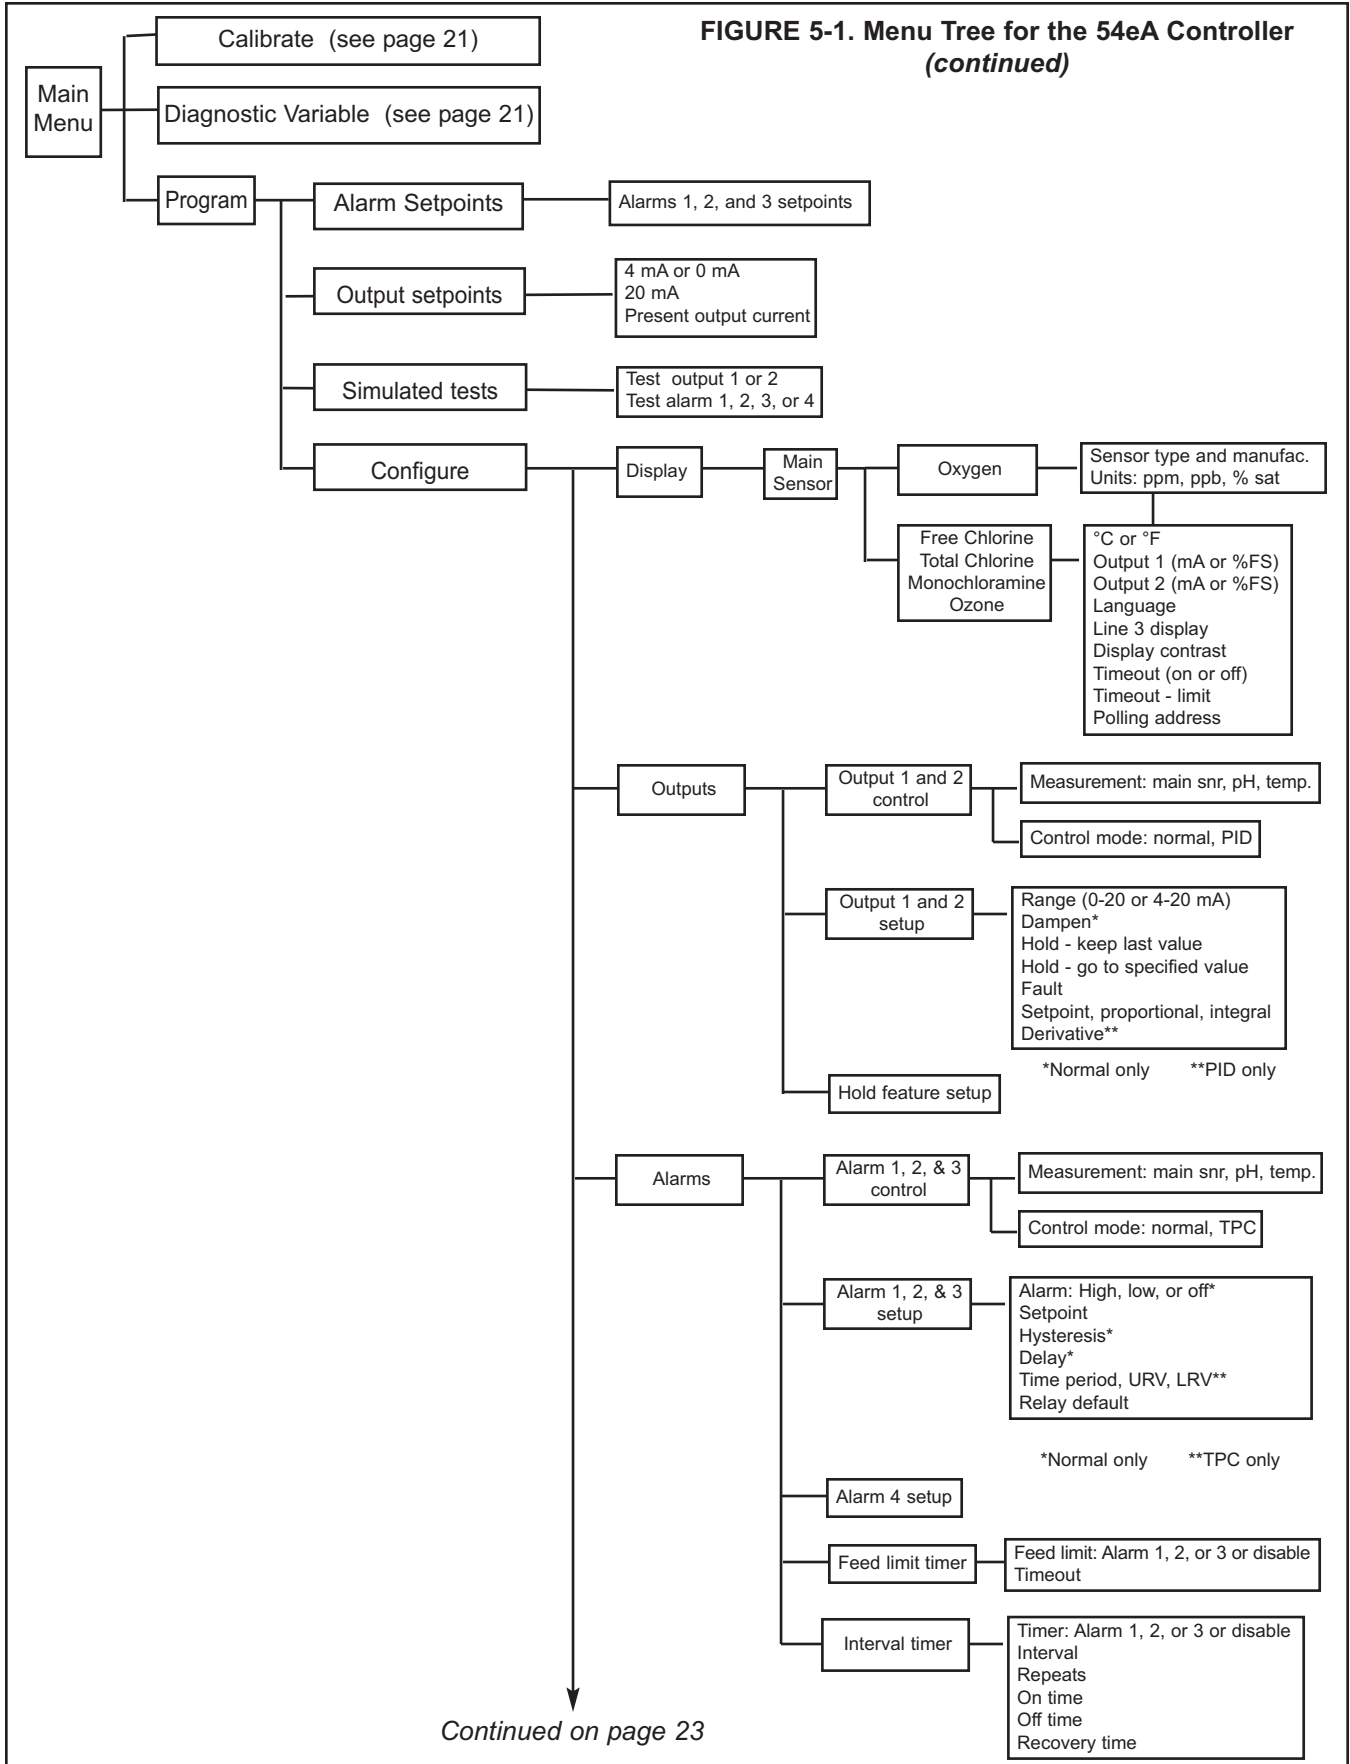 FIGURE 5-1. Menu Tree for the 54eA Controller
(continued)
Main
Menu
Calibrate (see page 21)
Diagnostic Variable (see page 21)
Program
Alarm Setpoints
Alarms 1, 2, and 3 setpoints
Output setpoints
4 mA or 0 mA
20 mA
Present output current
Simulated tests
Test output 1 or 2
Test alarm 1, 2, 3, or 4
Configure
Display
Main
Sensor
Oxygen
Sensor type and manufac.
Units: ppm, ppb, % sat
Free Chlorine
Total Chlorine
Monochloramine
Ozone
°C or °F
Output 1 (mA or %FS)
Output 2 (mA or %FS)
Language
Line 3 display
Display contrast
Timeout (on or off)
Timeout - limit
Polling address
Outputs
Output 1 and 2
control
Measurement: main snr, pH, temp.
Control mode: normal, PID
Output 1 and 2
setup
Range (0-20 or 4-20 mA)
Dampen*
Hold - keep last value
Hold - go to specified value
Fault
Setpoint, proportional, integral
Derivative**
*Normal only **PID only
Hold feature setup
Alarms
Alarm 1, 2, & 3
control
Measurement: main snr, pH, temp.
Control mode: normal, TPC
Alarm 1, 2, & 3
setup
Alarm: High, low, or off*
Setpoint
Hysteresis*
Delay*
Time period, URV, LRV**
Relay default
*Normal only **TPC only
Alarm 4 setup
Feed limit timer
Feed limit: Alarm 1, 2, or 3 or disable
Timeout
Interval timer
Timer: Alarm 1, 2, or 3 or disable
Interval
Repeats
On time
Off time
Recovery time
Continued on page 23